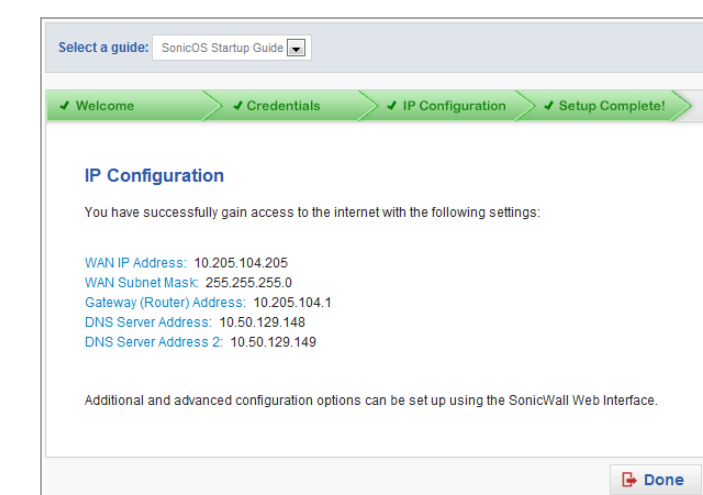 Select a guide: SonicOS Startup Guide
Welcome Credentials IP Configuration Setup Complete!
IP Configuration
You have successfully gain access to the internet with the following settings:
WAN IP Address: 10.205.104.205
WAN Subnet Mask: 255.255.255.0
Gateway (Router) Address: 10.205.104.1
DNS Server Address: 10.50.129.148
DNS Server Address 2: 10.50.129.149
Additional and advanced configuration options can be set up using the SonicWall Web Interface.
Done